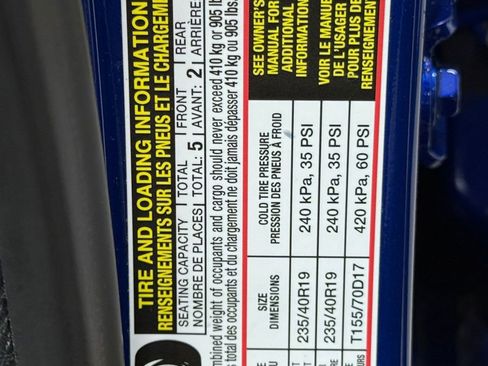 TIRE AND LOADING INFORMATION
RENSEIGNEMENTS SUR LES PNEUS ET LE CHARGEMENT
SEATING CAPACITY | TOTAL | FRONT | REAR
NOMBRE DE PLACES | TOTAL: 5 | AVANT: 2 | ARRIÈRE
combined weight of occupants and cargo should never exceed 410 kg or 905 lbs.
total des occupants et du chargement ne doit jamais dépasser 410 kg ou 905 lbs.
SIZE
DIMENSIONS
COLD TIRE PRESSURE
PRESSION DES PNEUS À FROID
235/40R19 240 kPa, 35 PSI
235/40R19 240 kPa, 35 PSI
T155/70D17 420 kPa, 60 PSI
SEE OWNER'S
MANUAL FOR
ADDITIONAL
INFORMATION
VOIR LE MANUEL
DE L'USAGER
POUR PLUS DE
RENSEIGNEMENTS